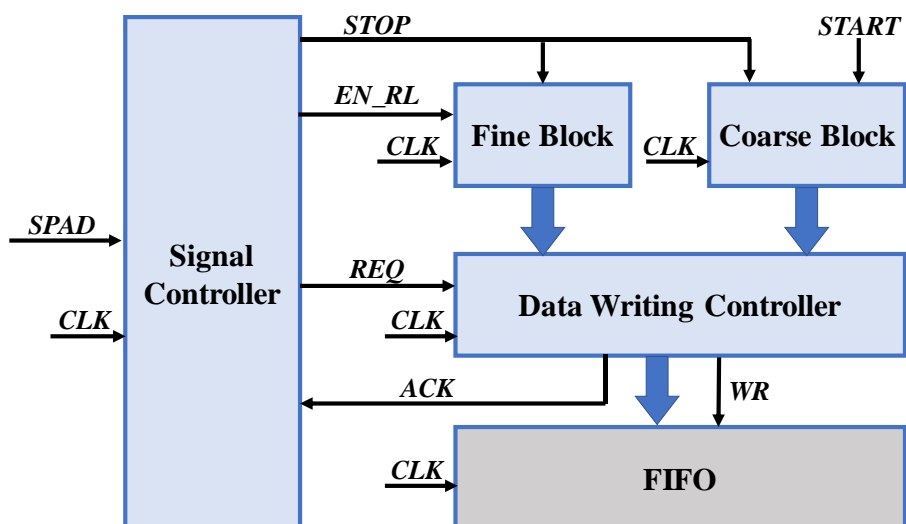 STOP
START
EN_RL
Fine Block
Coarse Block
CLK
CLK
SPAD
Signal
Controller
REQ
Data Writing Controller
CLK
CLK
ACK
WR
CLK
FIFO